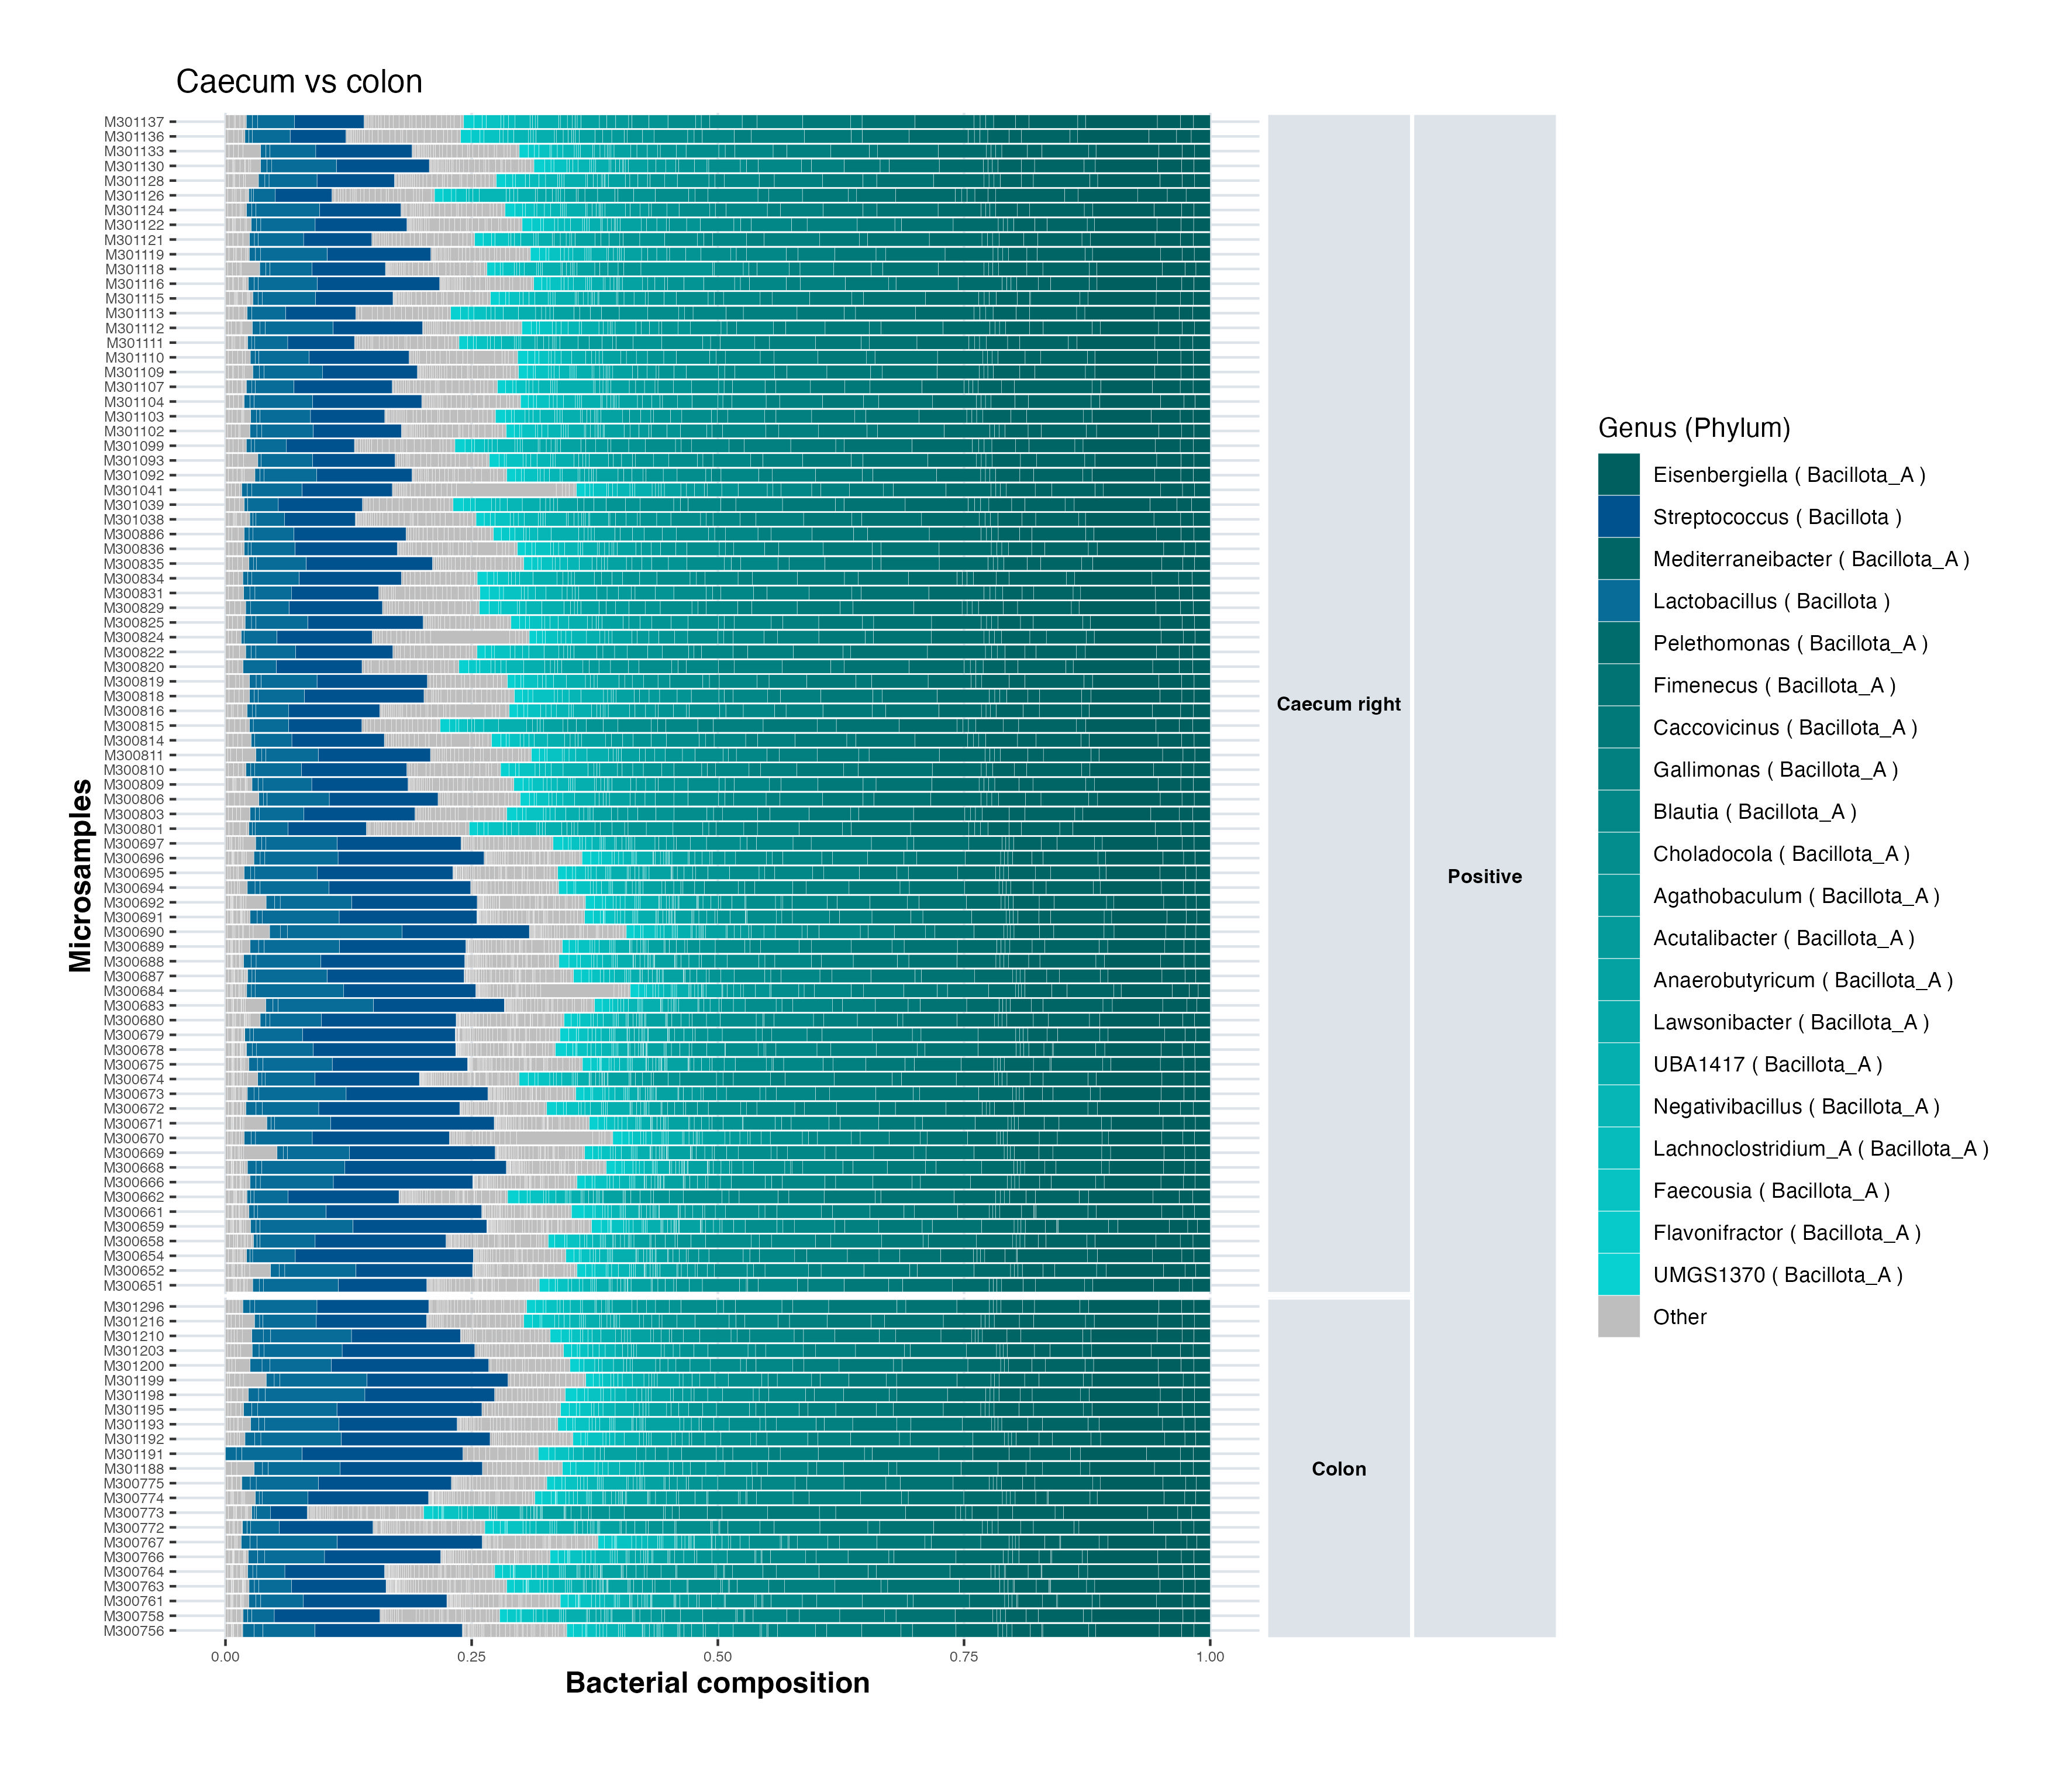 Caecum vs colon
M301137
M301136
M301133
M301130
M301128
M301126
M301124
M301122
M301121
M301119
M301118
M301116
M301115
M301113
M301112
M301111
M301110
M301109
M301107
M301104
M301103
M301102
M301099
M301093
M301092
M301041
M301039
M301038
M300886
M300836
M300835
M300834
M300831
M300829
M300825
M300824
M300822
M300820
M300819
M300818
M300816
M300815
M300814
M300811
M300810
M300809
M300806
M300803
M300801
M300697
M300696
M300695
M300694
M300692
M300691
M300690
M300689
M300688
M300687
M300684
M300683
M300680
M300679
M300678
M300675
M300674
M300673
M300672
M300671
M300670
M300669
M300668
M300666
M300662
M300661
M300659
M300658
M300654
M300652
M300651
M301296
M301216
M301210
M301203
M301200
M301199
M301198
M301195
M301193
M301192
M301191
M301188
M300775
M300774
M300773
M300772
M300767
M300766
M300764
M300763
M300761
M300758
M300756
Microsamples
0.00 0.25 0.50 0.75 1.00
Bacterial composition
Caecum right
Colon
Positive
Genus (Phylum)
Eisenbergiella ( Bacillota_A )
Streptococcus ( Bacillota )
Mediterraneibacter ( Bacillota_A )
Lactobacillus ( Bacillota )
Pelethomonas ( Bacillota_A )
Fimenecus ( Bacillota_A )
Caccovicinus ( Bacillota_A )
Gallimonas ( Bacillota_A )
Blautia ( Bacillota_A )
Choladocola ( Bacillota_A )
Agathobaculum ( Bacillota_A )
Acutalibacter ( Bacillota_A )
Anaerobutyricum ( Bacillota_A )
Lawsonibacter ( Bacillota_A )
UBA1417 ( Bacillota_A )
Negativibacillus ( Bacillota_A )
Lachnoclostridium_A ( Bacillota_A )
Faecousia ( Bacillota_A )
Flavonifractor ( Bacillota_A )
UMGS1370 ( Bacillota_A )
Other